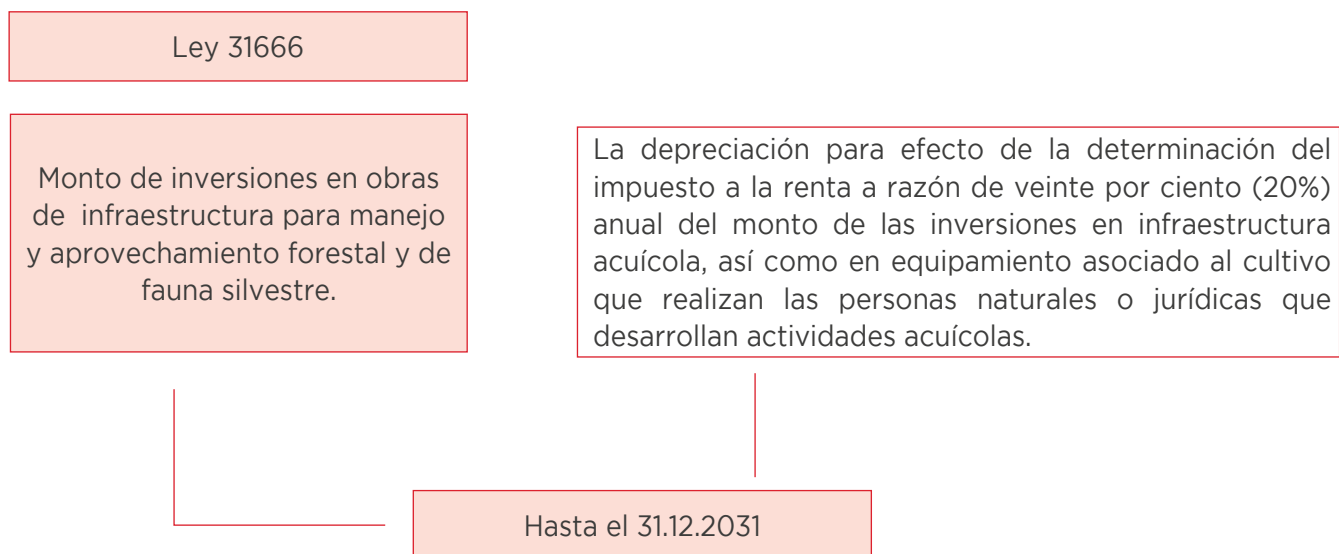 Ley 31666
Monto de inversiones en obras
de  infraestructura para manejo
y aprovechamiento forestal y de
fauna silvestre.
La depreciación para efecto de la determinación del
impuesto a la renta a razón de veinte por ciento (20%)
anual del monto de las inversiones en infraestructura
acuícola, así como en equipamiento asociado al cultivo
que realizan las personas naturales o jurídicas que
desarrollan actividades acuícolas.
Hasta el 31.12.2031